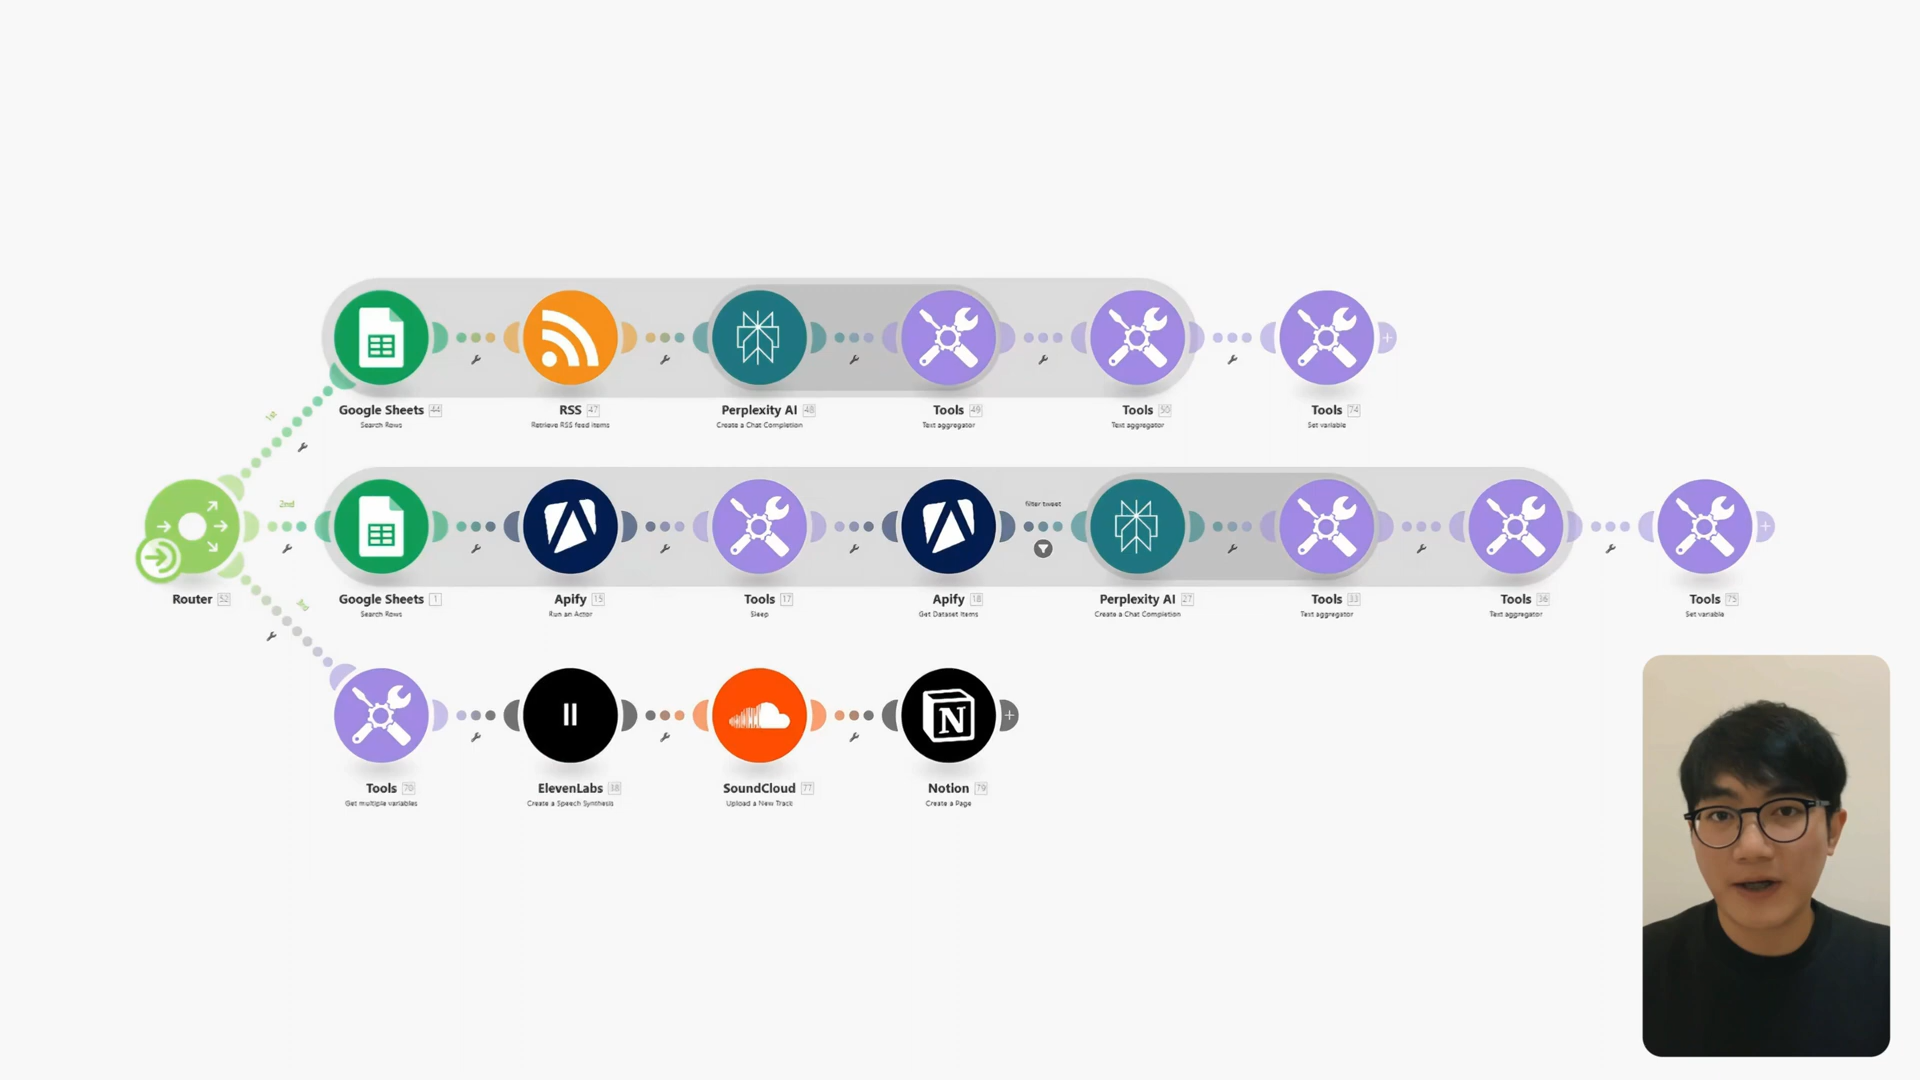 Google Sheets 44
Search Rows
RSS 47
Retrieve RSS feed items
Perplexity AI 48
Create a Chat Completion
Tools 49
Text aggregator
Tools 50
Text aggregator
Tools 74
Set variable
1st
2nd
3rd
filter tweet
Router 52
Google Sheets 1
Search Rows
Apify 15
Run an Actor
Tools 17
Sleep
Apify 18
Get Dataset Items
Perplexity AI 27
Create a Chat Completion
Tools 33
Text aggregator
Tools 36
Text aggregator
Tools 75
Set variable
Tools 70
Get multiple variables
ElevenLabs 38
Create a Speech Synthesis
SoundCloud 77
Upload a New Track
Notion 79
Create a Page